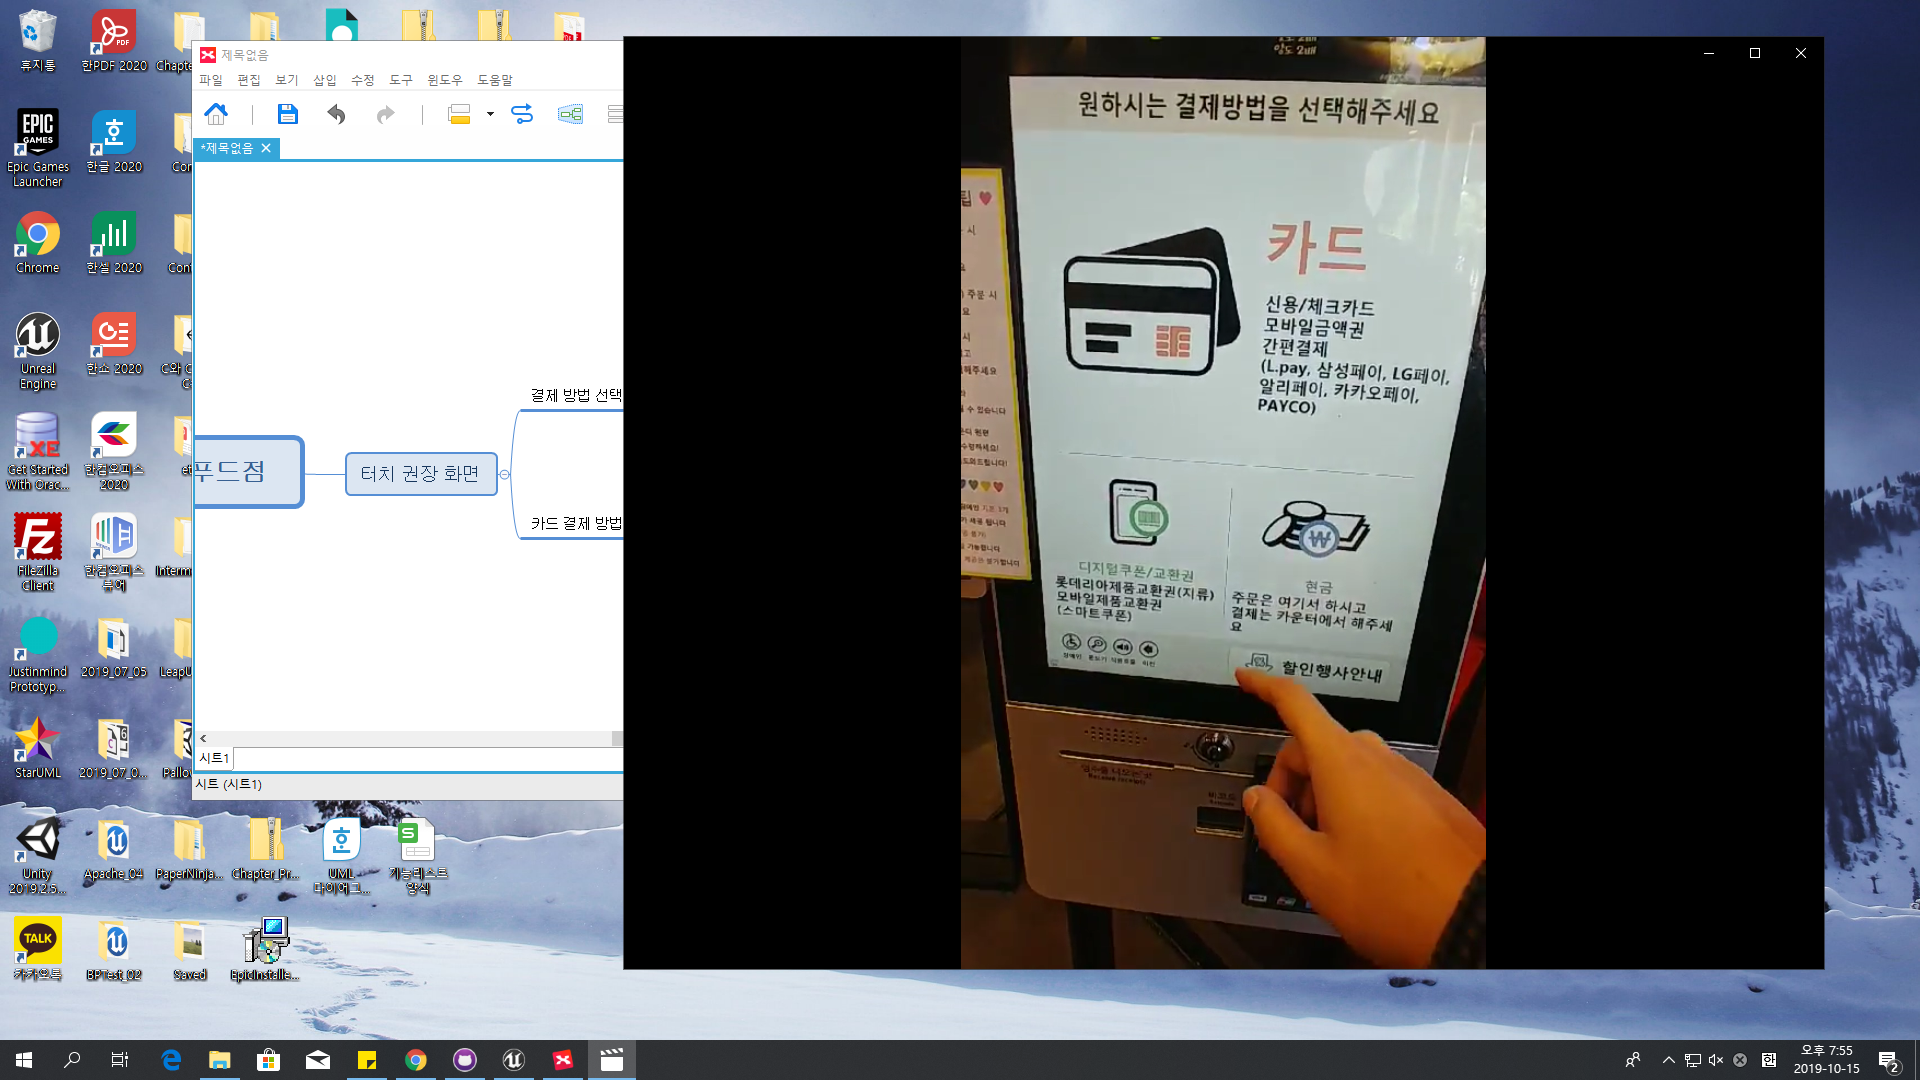 휴지통
한PDF 2020
Epic Games
Launcher
한글 2020
Chrome
한셀 2020
Unreal
Engine
한쇼 2020
Get Started
With Orac...
한컴오피스
2020
FileZilla
Client
한컴오피스
뷰어
Justinmind
Prototyp...
2019_07_05
StarUML
2019_07_0...
Unity
2019.2.5...
Apache_04
PaperNinja...
Chapter_Pr...
UML
다이어그...
기능리스트
양식
카카오톡
BPTest_02
Saved
EpicInstalle...
제목없음
파일 편집 보기 삽입 수정 도구 윈도우 도움말
*제목없음
푸드점
터치 권장 화면
결제 방법 선택
카드 결제 방법
시트1
시트 (시트1)
원하시는 결제방법을 선택해주세요
카드
신용/체크카드
모바일금액권
간편결제
(L.pay, 삼성페이, LG페이,
알리페이, 카카오페이,
PAYCO)
디지털쿠폰/교환권
롯데리아제품교환권(지류)
모바일제품교환권
(스마트쿠폰)
현금
주문은 여기서 하시고
결제는 카운터에서 해주세
요
할인행사안내
오후 7:55
2019-10-15
2